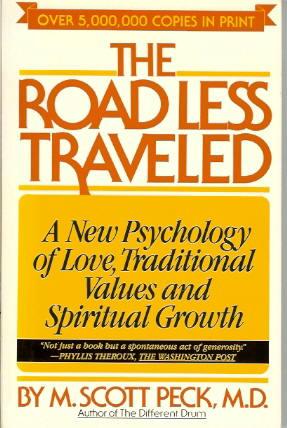 OVER 5,000,000 COPIES IN PRINT
THE
ROAD LESS
TRAVELED
A New Psychology
of Love, Traditional
Values and
Spiritual Growth
"Not just a book but a spontaneous act of generosity."
—PHYLLIS THEROUX, THE WASHINGTON POST
BY M. SCOTT PECK, M.D.
Author of The Different Drum